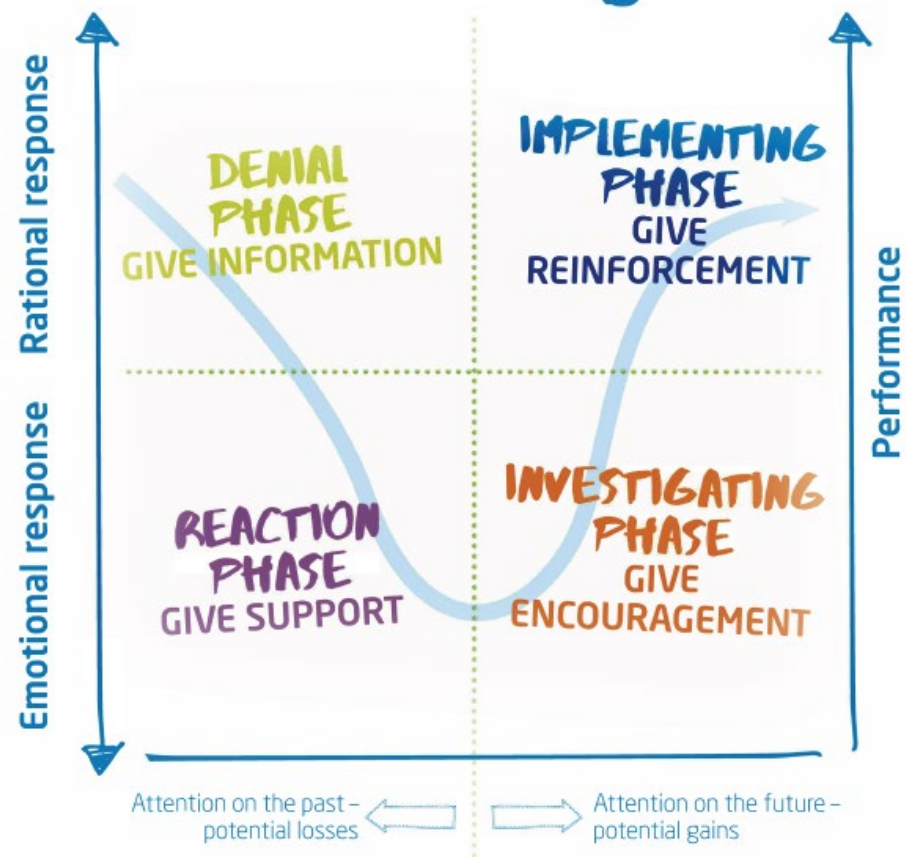 Rational response
Emotional response
DENIAL
PHASE
GIVE INFORMATION
IMPLEMENTING
PHASE
GIVE
REINFORCEMENT
REACTION
PHASE
GIVE SUPPORT
INVESTIGATING
PHASE
GIVE
ENCOURAGEMENT
Performance
Attention on the past –
potential losses
Attention on the future –
potential gains